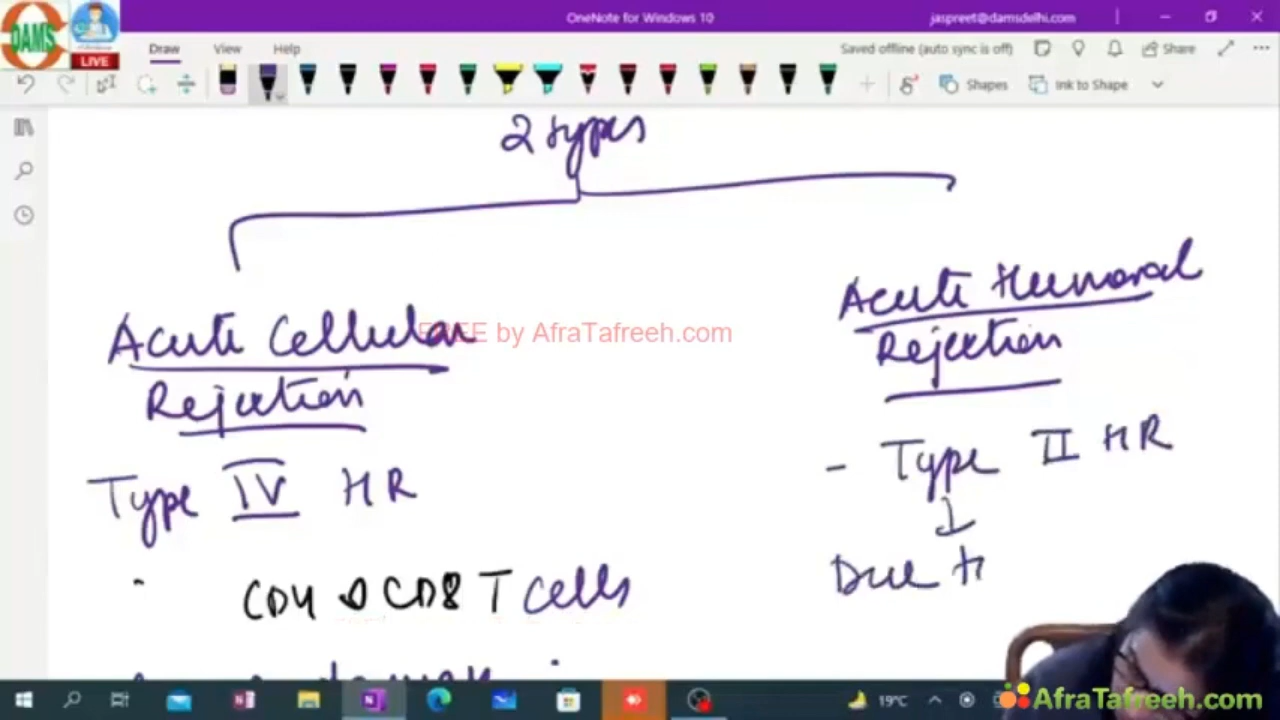 OneNote for Windows 10
jaspreet@damsdelhi.com
DAMS
LIVE
Draw View Help
Saved offline (auto sync is off)
Share
Shapes
Ink to Shape
2 types
Acute Cellular
Rejection
Type IV HR
CD4 & CD8 T cells
Acute Humoral
Rejection
- Type II HR
Due t
FREE by AfraTafreeh.com
19°C
AfraTafreeh.com